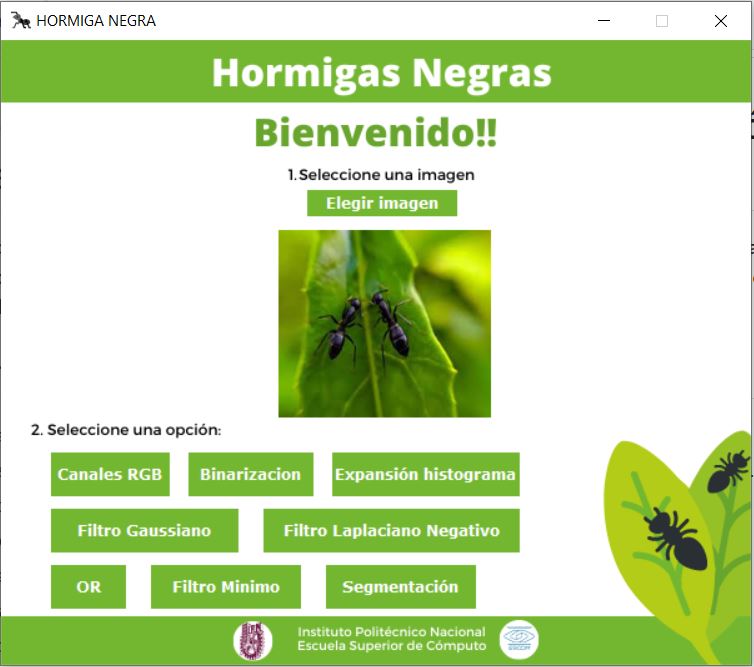 HORMIGA NEGRA
Hormigas Negras
Bienvenido!!
1.Seleccione una imagen
Elegir imagen
2. Seleccione una opción:
Canales RGB Binarizacion Expansión histograma
Filtro Gaussiano Filtro Laplaciano Negativo
OR Filtro Minimo Segmentación
Instituto Politécnico Nacional
Escuela Superior de Cómputo